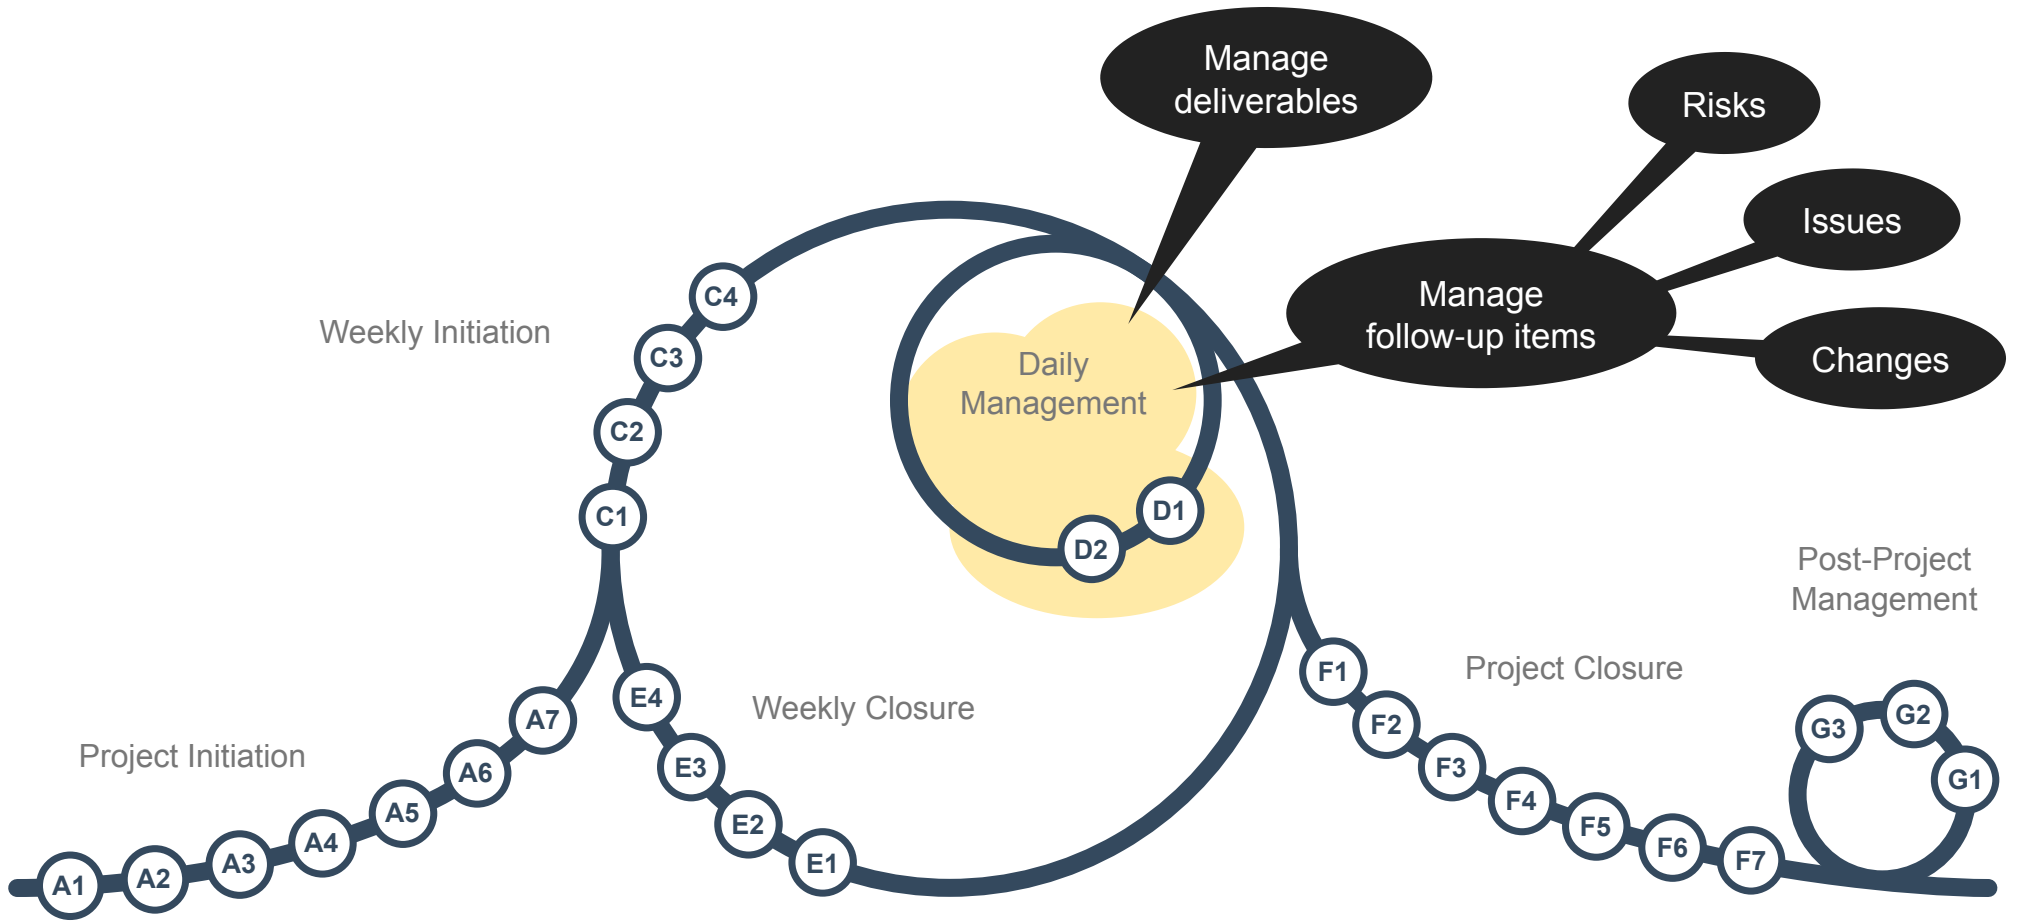 Manage
deliverables
Risks
Issues
Manage
follow-up items
Changes
Weekly Initiation
Daily
Management
C4
C3
C2
C1
D1
D2
Post-Project
Management
Project Closure
Weekly Closure
Project Initiation
A1
A2
A3
A4
A5
A6
A7
E4
E3
E2
E1
F1
F2
F3
F4
F5
F6
F7
G3
G2
G1